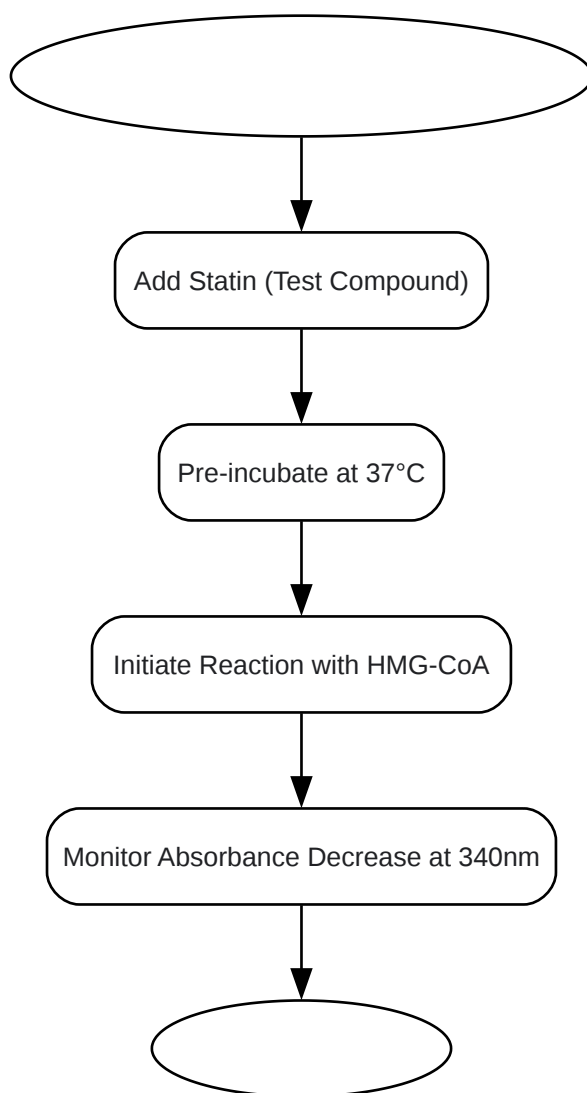 Add Statin (Test Compound)
Pre-incubate at 37°C
Initiate Reaction with HMG-CoA
Monitor Absorbance Decrease at 340nm